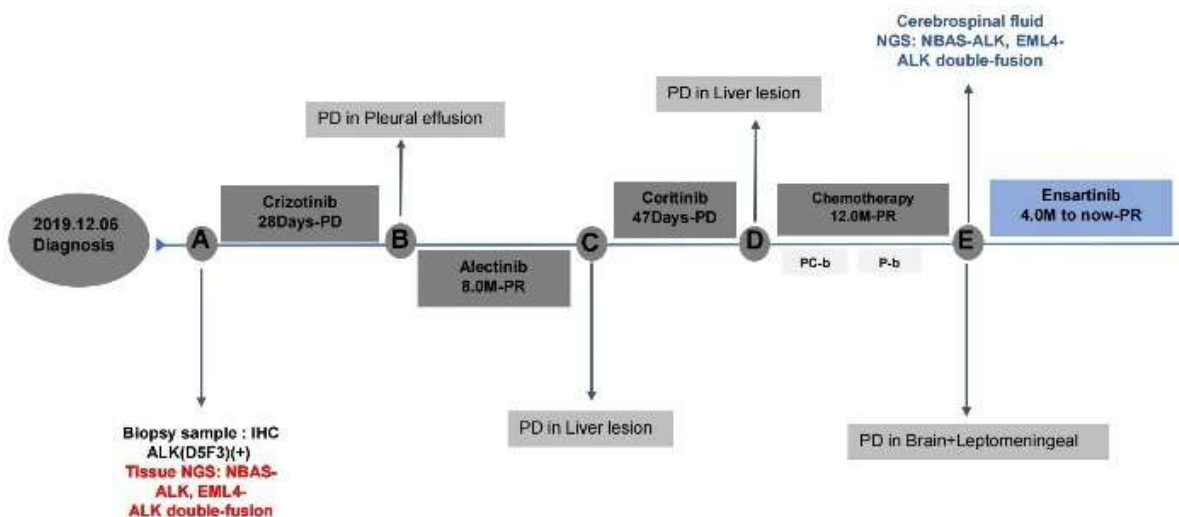 Cerebrospinal fluid
NGS: NBAS-ALK, EML4-
ALK double-fusion
PD in Liver lesion
PD in Pleural effusion
2019.12.06
Diagnosis
A
Crizotinib
28Days-PD
B
Alectinib
8.0M-PR
C
Ceritinib
47Days-PD
D
Chemotherapy
12.0M-PR
PC-b
P-b
E
Ensartinib
4.0M to now-PR
Biopsy sample : IHC
ALK(D5F3)(+)
Tissue NGS: NBAS-
ALK, EML4-
ALK double-fusion
PD in Liver lesion
PD in Brain+Leptomeningeal